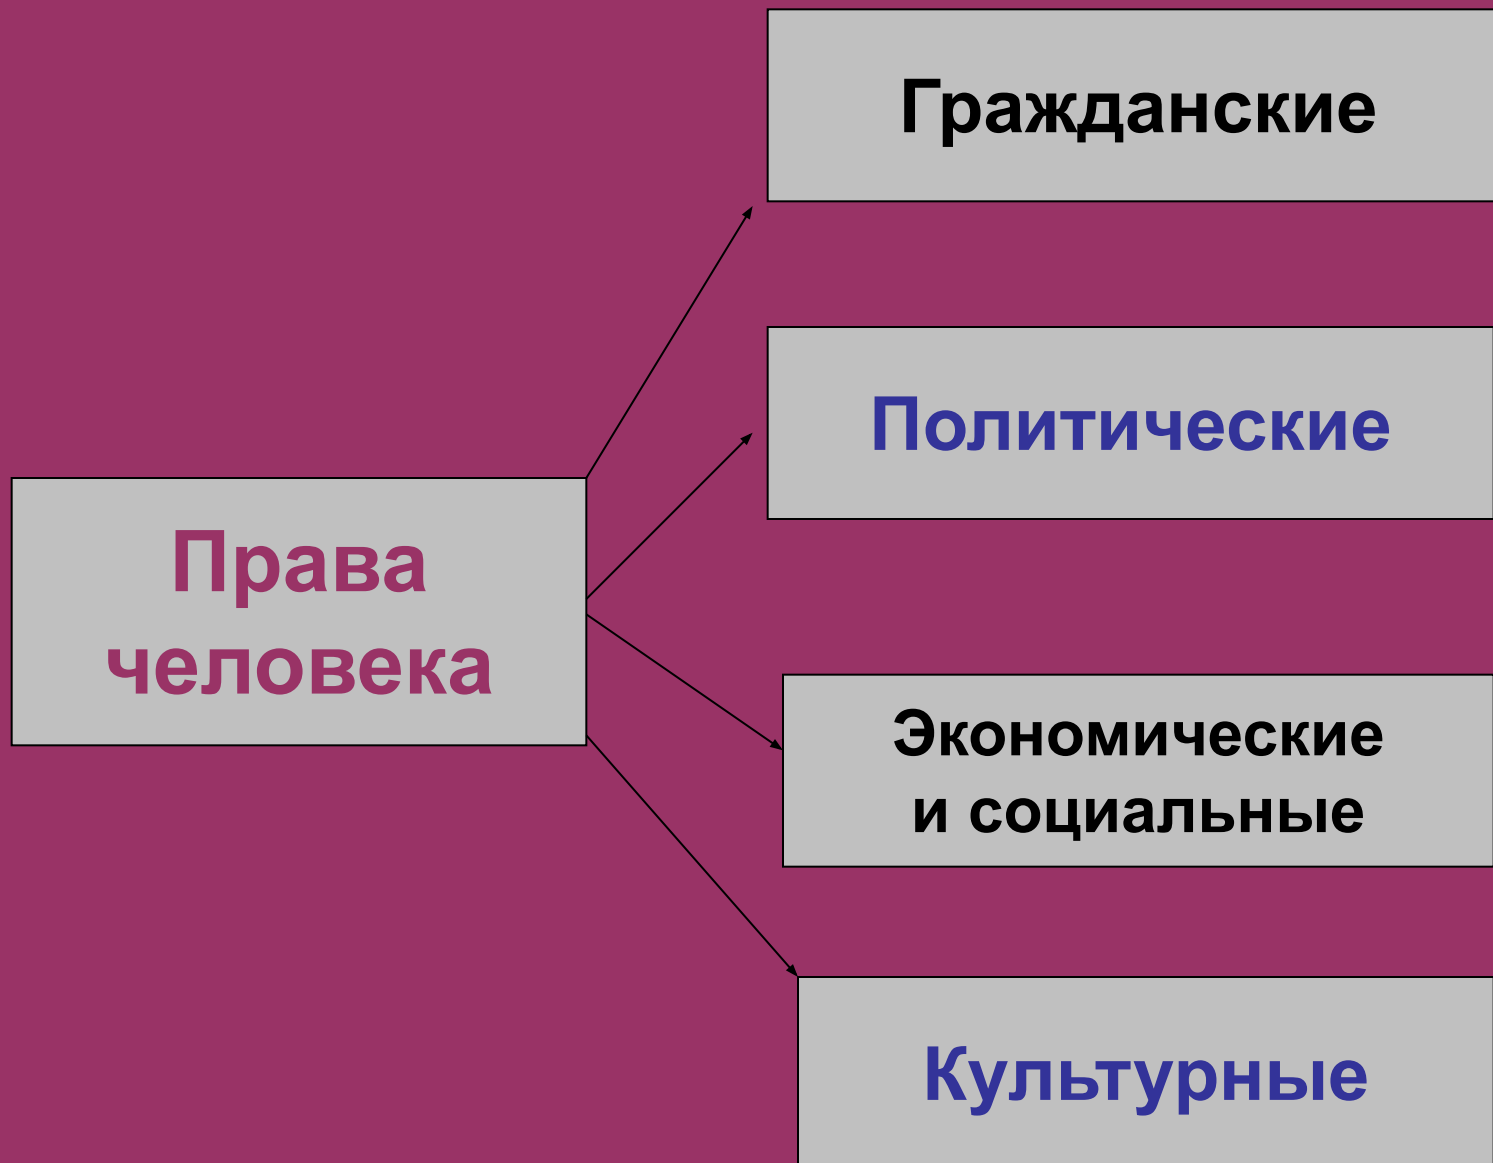 Гражданские
Политические
Права
человека
Экономические
и социальные
Культурные